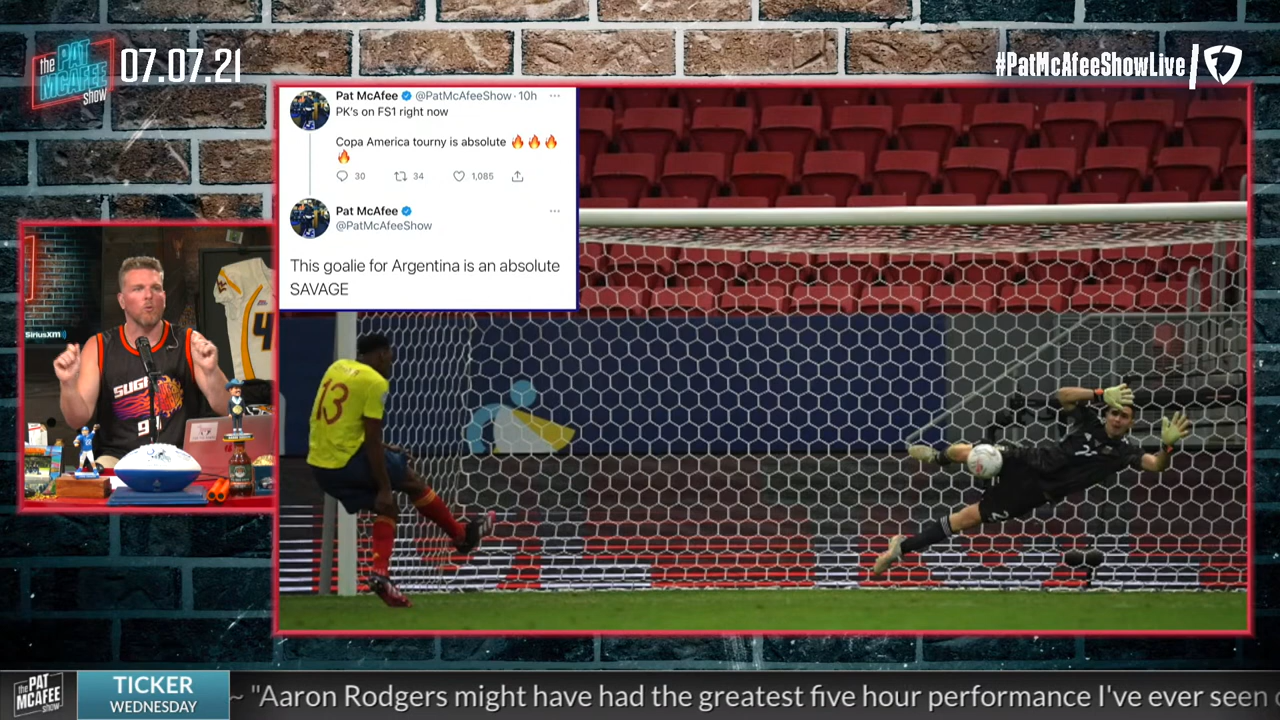 the PAT MCAFEE show
07.07.21
#PatMcAfeeShowLive
Pat McAfee @PatMcAfeeShow · 10h
PK's on FS1 right now
Copa America tourny is absolute 🔥🔥🔥
🔥
30 34 1,085
Pat McAfee
@PatMcAfeeShow
This goalie for Argentina is an absolute
SAVAGE
SiriusXM
13
4
2
the PAT MCAFEE show
TICKER
WEDNESDAY
~ "Aaron Rodgers might have had the greatest five hour performance I've ever seen